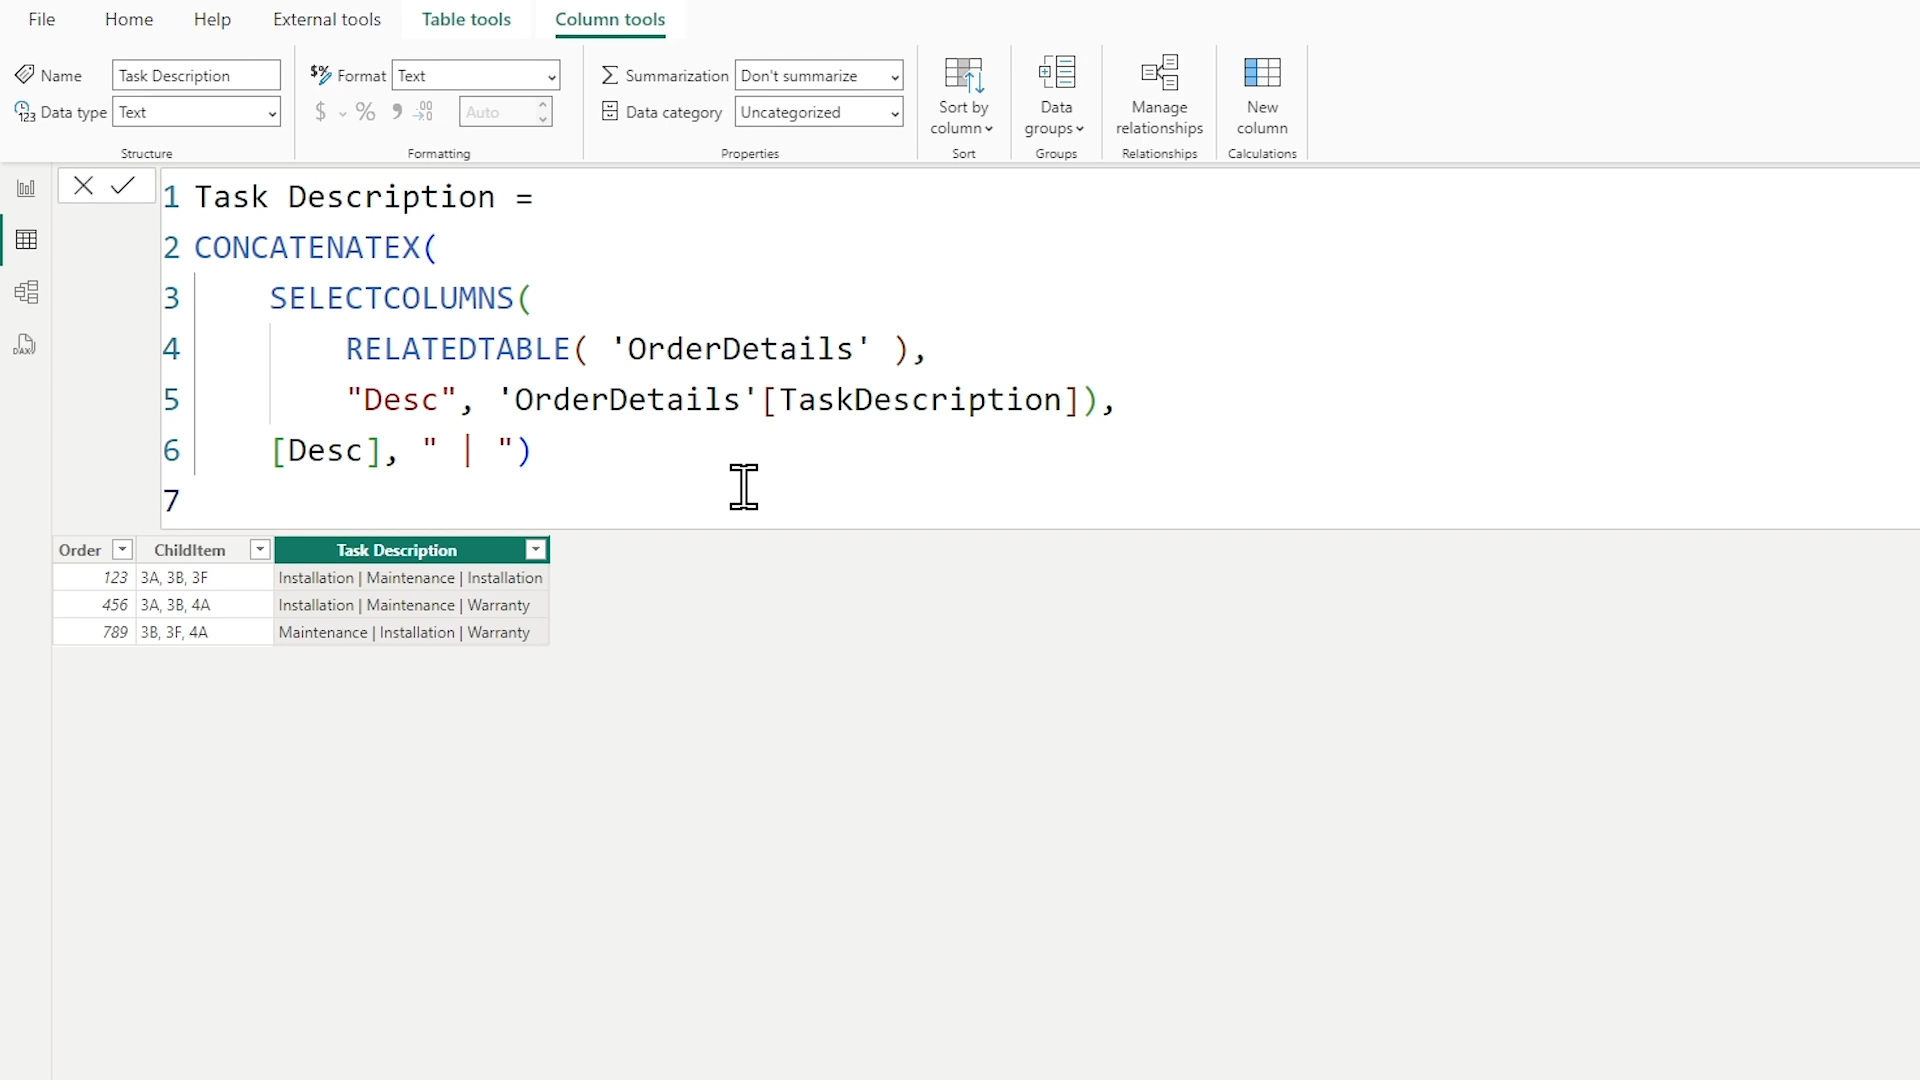 File Home Help External tools Table tools Column tools
Name Task Description
Data type Text
Structure
Format Text
$ % , .00 Auto
Formatting
Summarization Don't summarize
Data category Uncategorized
Properties
Sort by
column
Sort
Data
groups
Groups
Manage
relationships
Relationships
New
column
Calculations
1 Task Description =
2 CONCATENATEX(
3 SELECTCOLUMNS(
4 RELATEDTABLE( 'OrderDetails' ),
5 "Desc", 'OrderDetails'[TaskDescription]),
6 [Desc], " | ")
7
DAX
Order ChildItem Task Description
123 3A, 3B, 3F Installation | Maintenance | Installation
456 3A, 3B, 4A Installation | Maintenance | Warranty
789 3B, 3F, 4A Maintenance | Installation | Warranty